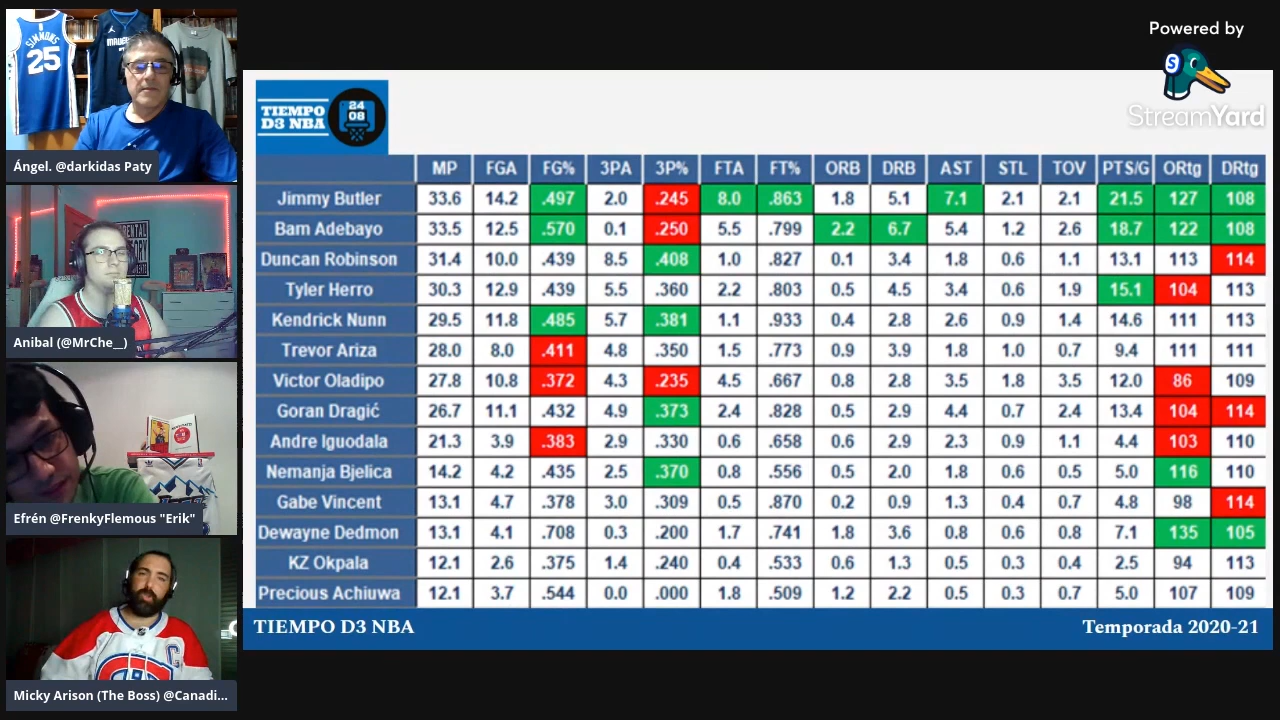 Powered by
StreamYard
SIMMONS
25
Ángel. @darkidas Paty
Anibal (@MrChe__)
Efrén @FrenkyFlemous "Erik"
Micky Arison (The Boss) @Canadi...
TIEMPO
D3 NBA
24
08
MP FGA FG% 3PA 3P% FTA FT% ORB DRB AST STL TOV PTS/G ORtg DRtg
Jimmy Butler 33.6 14.2 .497 2.0 .245 8.0 .863 1.8 5.1 7.1 2.1 2.1 21.5 127 108
Bam Adebayo 33.5 12.5 .570 0.1 .250 5.5 .799 2.2 6.7 5.4 1.2 2.6 18.7 122 108
Duncan Robinson 31.4 10.0 .439 8.5 .408 1.0 .827 0.1 3.4 1.8 0.6 1.1 13.1 113 114
Tyler Herro 30.3 12.9 .439 5.5 .360 2.2 .803 0.5 4.5 3.4 0.6 1.9 15.1 104 113
Kendrick Nunn 29.5 11.8 .485 5.7 .381 1.1 .933 0.4 2.8 2.6 0.9 1.4 14.6 111 113
Trevor Ariza 28.0 8.0 .411 4.8 .350 1.5 .773 0.9 3.9 1.8 1.0 0.7 9.4 111 111
Victor Oladipo 27.8 10.8 .372 4.3 .235 4.5 .667 0.8 2.8 3.5 1.8 3.5 12.0 86 109
Goran Dragić 26.7 11.1 .432 4.9 .373 2.4 .828 0.5 2.9 4.4 0.7 2.4 13.4 104 114
Andre Iguodala 21.3 3.9 .383 2.9 .330 0.6 .658 0.6 2.9 2.3 0.9 1.1 4.4 103 110
Nemanja Bjelica 14.2 4.2 .435 2.5 .370 0.8 .556 0.5 2.0 1.8 0.6 0.5 5.0 116 110
Gabe Vincent 13.1 4.7 .378 3.0 .309 0.5 .870 0.2 0.9 1.3 0.4 0.7 4.8 98 114
Dewayne Dedmon 13.1 4.1 .708 0.3 .200 1.7 .741 1.8 3.6 0.8 0.6 0.8 7.1 135 105
KZ Okpala 12.1 2.6 .375 1.4 .240 0.4 .533 0.6 1.3 0.5 0.3 0.4 2.5 94 113
Precious Achiuwa 12.1 3.7 .544 0.0 .000 1.8 .509 1.2 2.2 0.5 0.3 0.7 5.0 107 109
TIEMPO D3 NBA
Temporada 2020-21